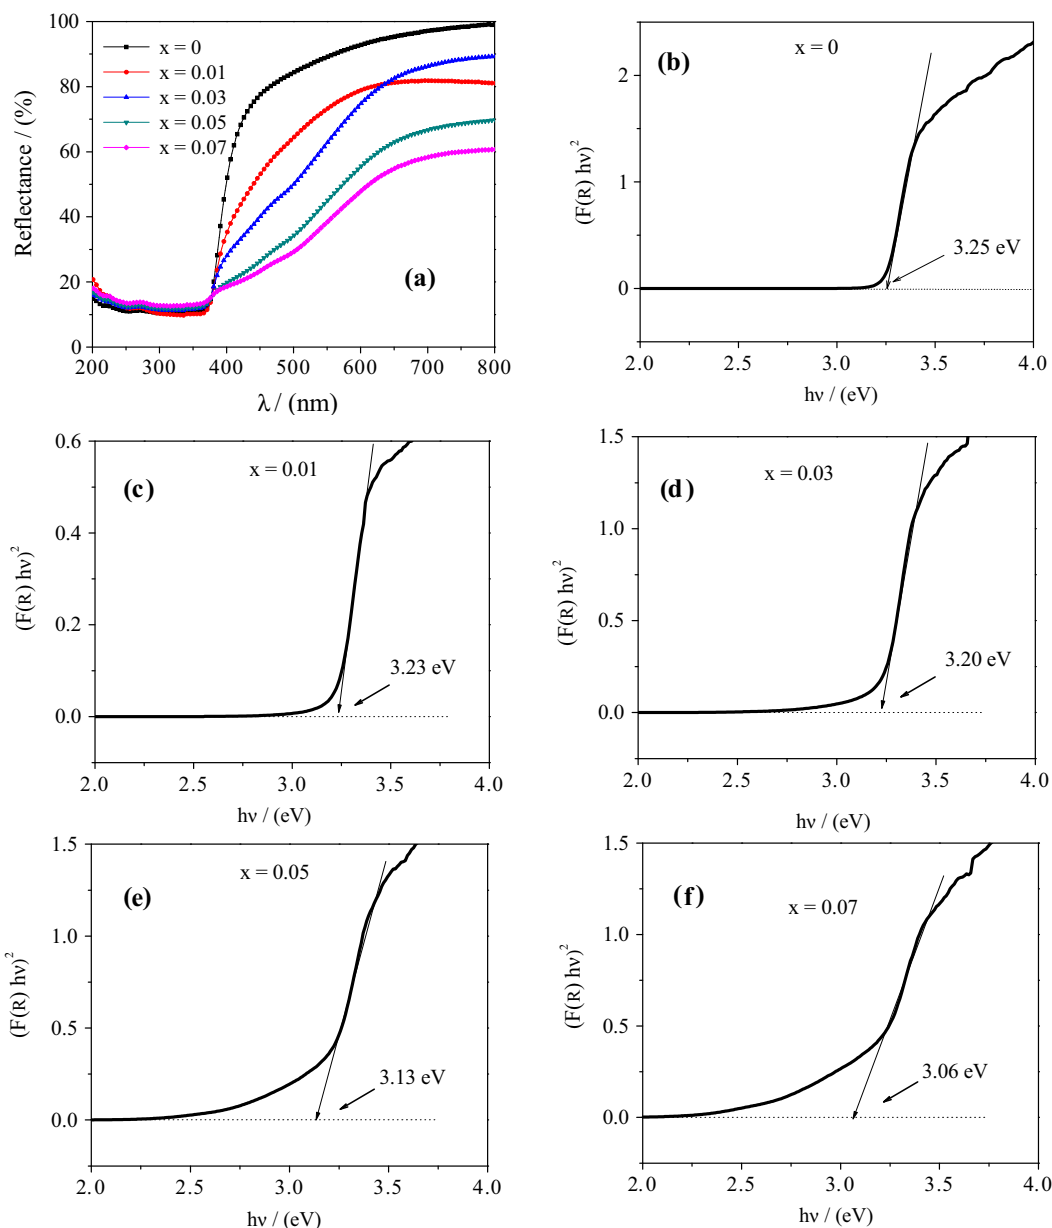 100
80
60
40
20
0
Reflectance / (%)
x = 0
x = 0.01
x = 0.03
x = 0.05
x = 0.07
(a)
200 300 400 500 600 700 800
λ / (nm)
(b)
x = 0
2
1
0
(F(R) hν)²
3.25 eV
2.0 2.5 3.0 3.5 4.0
hν / (eV)
(c)
x = 0.01
0.6
0.4
0.2
0.0
(F(R) hν)²
3.23 eV
2.0 2.5 3.0 3.5 4.0
hν / (eV)
(d)
x = 0.03
1.5
1.0
0.5
0.0
(F(R) hν)²
3.20 eV
2.0 2.5 3.0 3.5 4.0
hν / (eV)
(e)
x = 0.05
1.5
1.0
0.5
0.0
(F(R) hν)²
3.13 eV
2.0 2.5 3.0 3.5 4.0
hν / (eV)
(f)
x = 0.07
1.5
1.0
0.5
0.0
(F(R) hν)²
3.06 eV
2.0 2.5 3.0 3.5 4.0
hν / (eV)